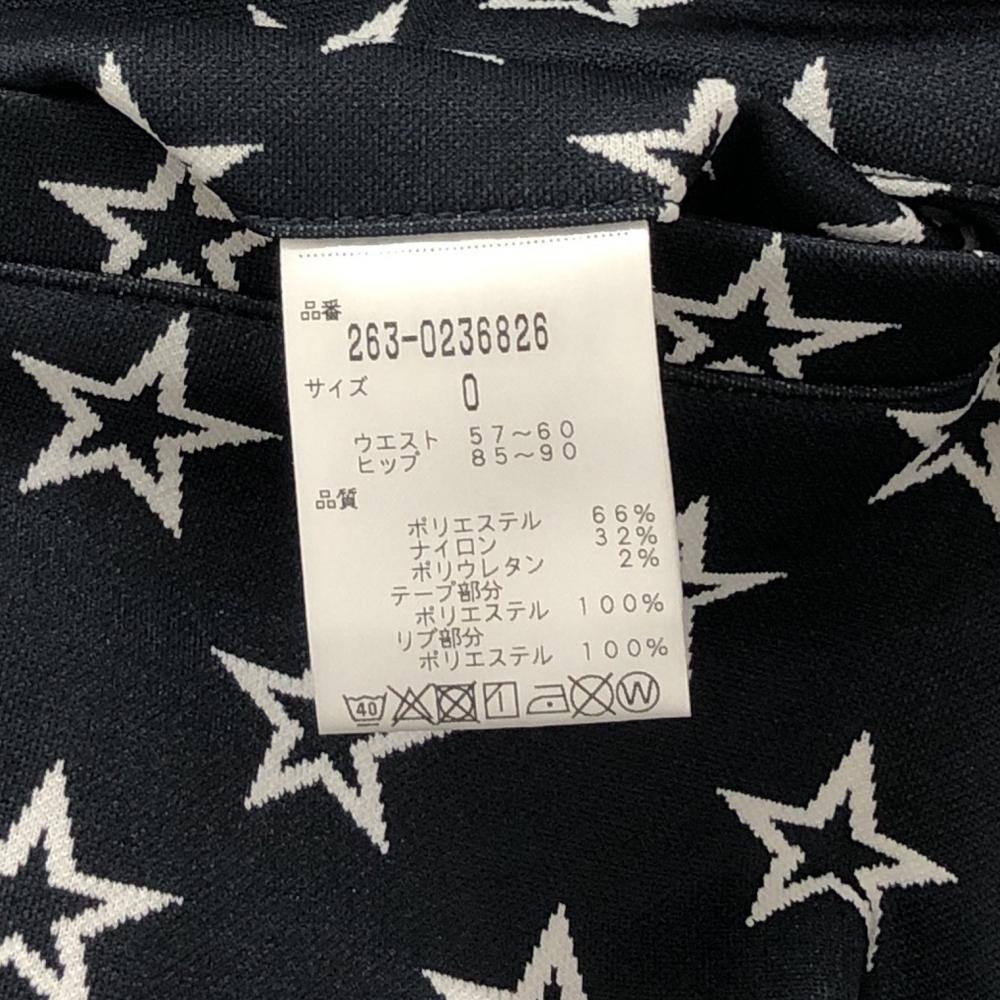 品番
263-0236826
サイズ 0
ウエスト 57〜60
ヒップ 85〜90
品質
ポリエステル 66%
ナイロン 32%
ポリウレタン 2%
テープ部分
ポリエステル 100%
リブ部分
ポリエステル 100%
40 W